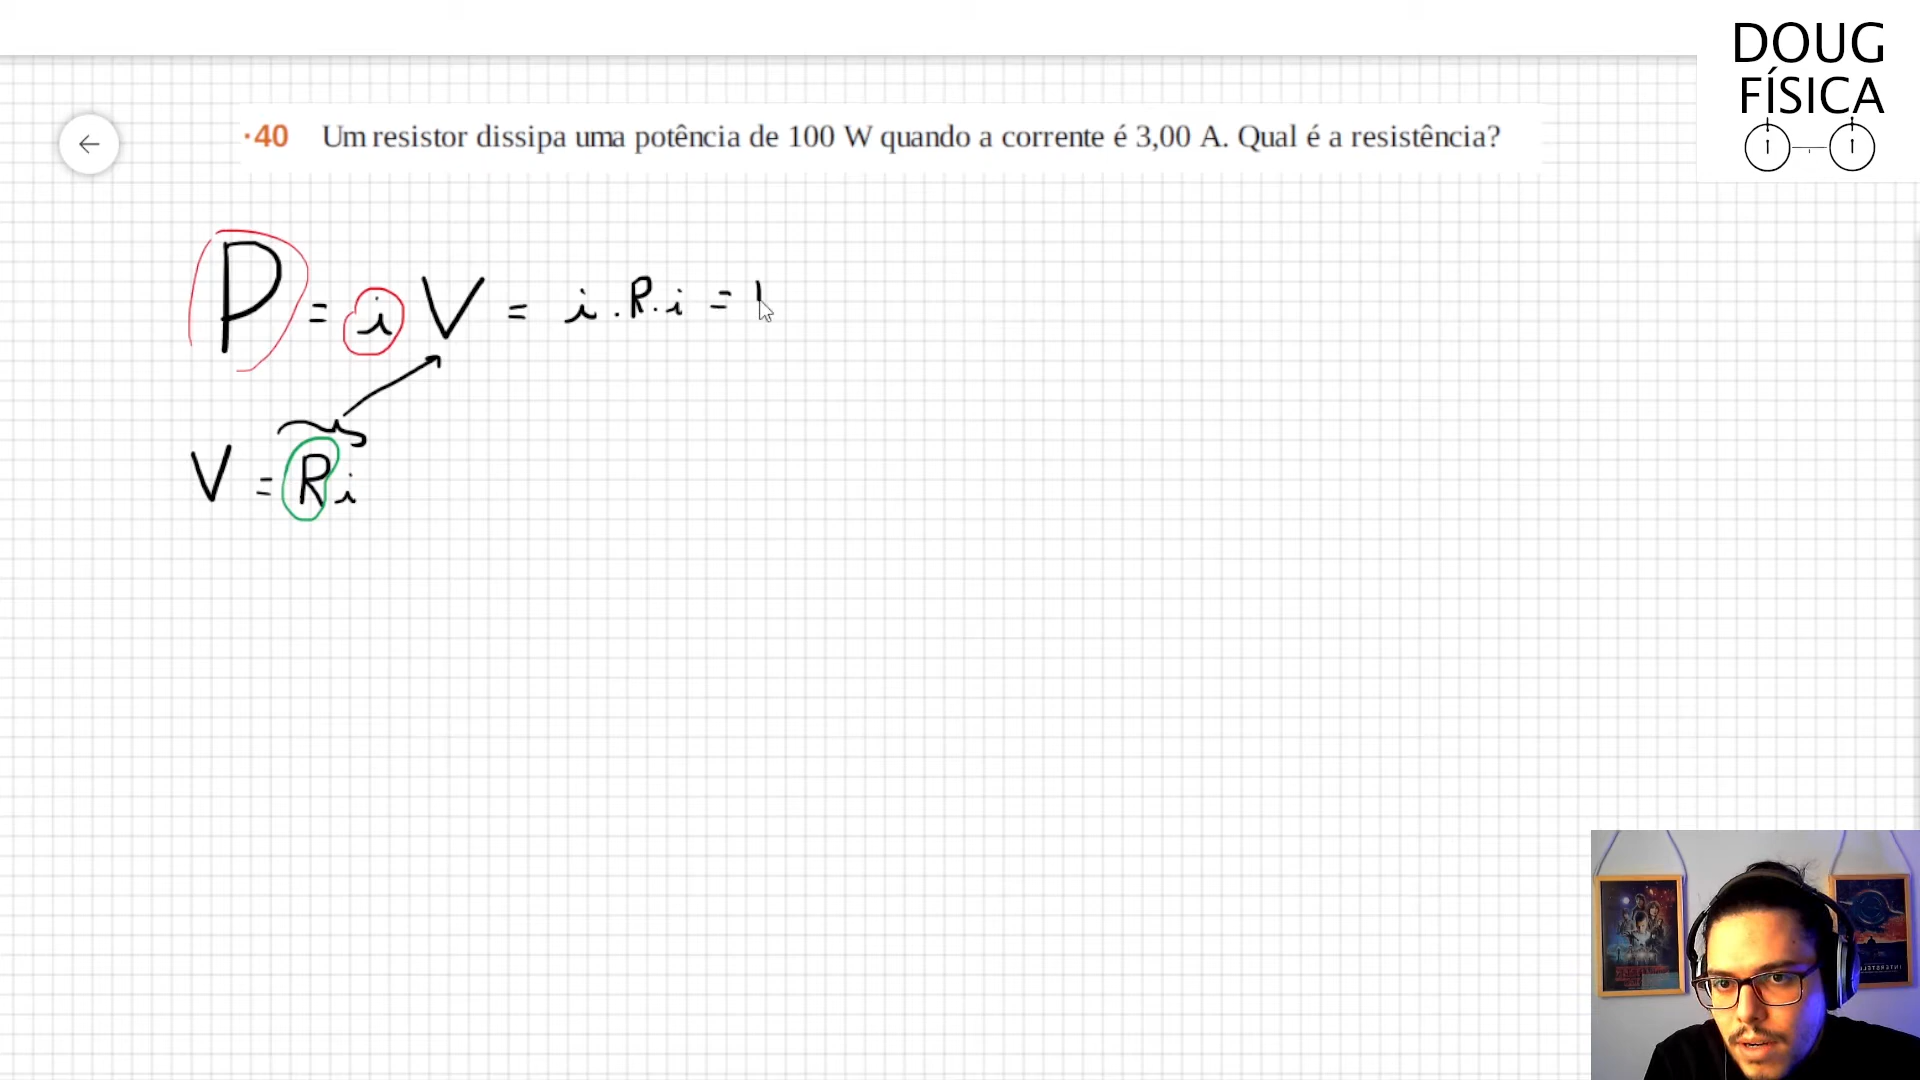 DOUG
FÍSICA
·40 Um resistor dissipa uma potência de 100 W quando a corrente é 3,00 A. Qual é a resistência?
P = i V = i . R . i =
V = R i